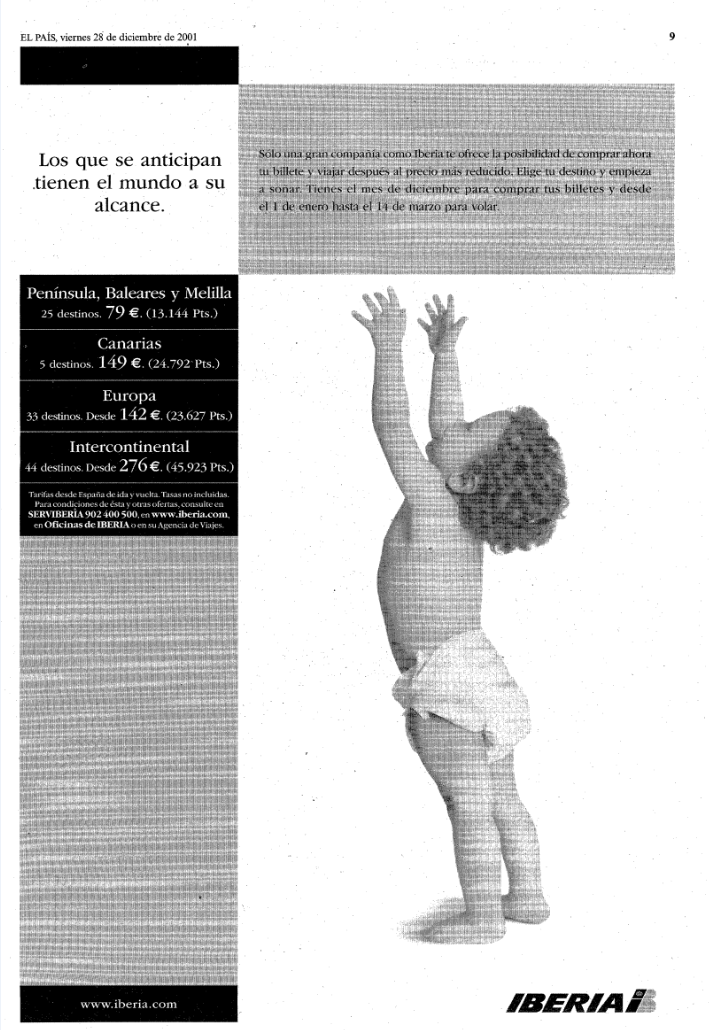 EL PAÍS, viernes 28 de diciembre de 2001
9
Los que se anticipan
tienen el mundo a su
alcance.
Sólo una gran compañía como Iberia te ofrece la posibilidad de comprar ahora
tu billete y viajar después al precio más reducido. Elige tu destino y empieza
a soñar. Tienes el mes de diciembre para comprar tus billetes y desde
el 1 de enero hasta el 14 de marzo para volar.
Península, Baleares y Melilla
25 destinos. 79 €. (13.144 Pts.)
Canarias
5 destinos. 149 €. (24.792 Pts.)
Europa
33 destinos. Desde 142 €. (23.627 Pts.)
Intercontinental
44 destinos. Desde 276 €. (45.923 Pts.)
Tarifas desde España de ida y vuelta. Tasas no incluidas.
Para condiciones de ésta y otras ofertas, consulte en
SERVIBERIA 902 400 500, en www.iberia.com,
en Oficinas de IBERIA o en su Agencia de Viajes.
www.iberia.com
IBERIA IB